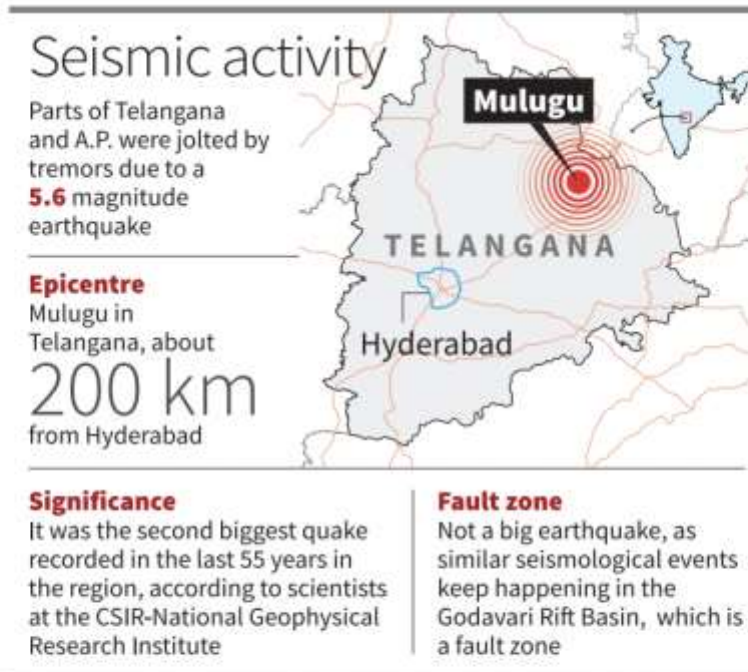 Seismic activity
Parts of Telangana
and A.P. were jolted by
tremors due to a
5.6 magnitude
earthquake
Mulugu
TELANGANA
Hyderabad
Epicentre
Mulugu in
Telangana, about
200 km
from Hyderabad
Significance
It was the second biggest quake
recorded in the last 55 years in
the region, according to scientists
at the CSIR-National Geophysical
Research Institute
Fault zone
Not a big earthquake, as
similar seismological events
keep happening in the
Godavari Rift Basin, which is
a fault zone